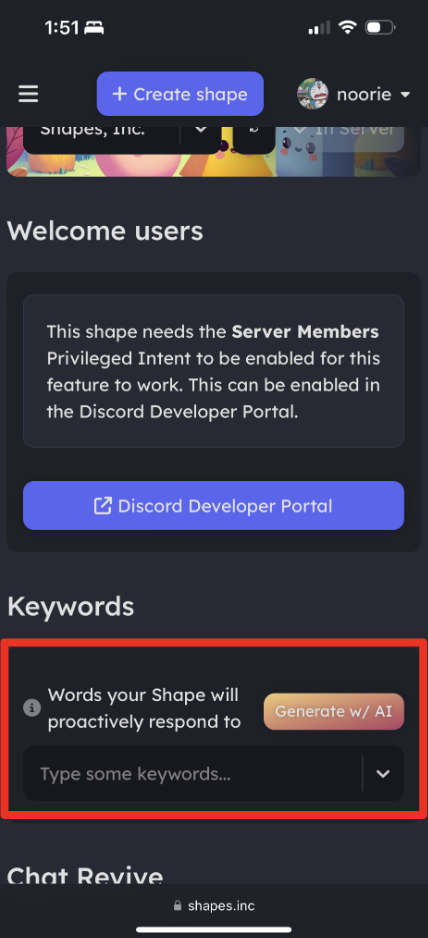 1:51
+ Create shape
noorie
Shapes, Inc.
In Server
Welcome users
This shape needs the Server Members
Privileged Intent to be enabled for this
feature to work. This can be enabled in
the Discord Developer Portal.
Discord Developer Portal
Keywords
Words your Shape will
proactively respond to
Generate w/ AI
Type some keywords...
Chat Revive
shapes.inc